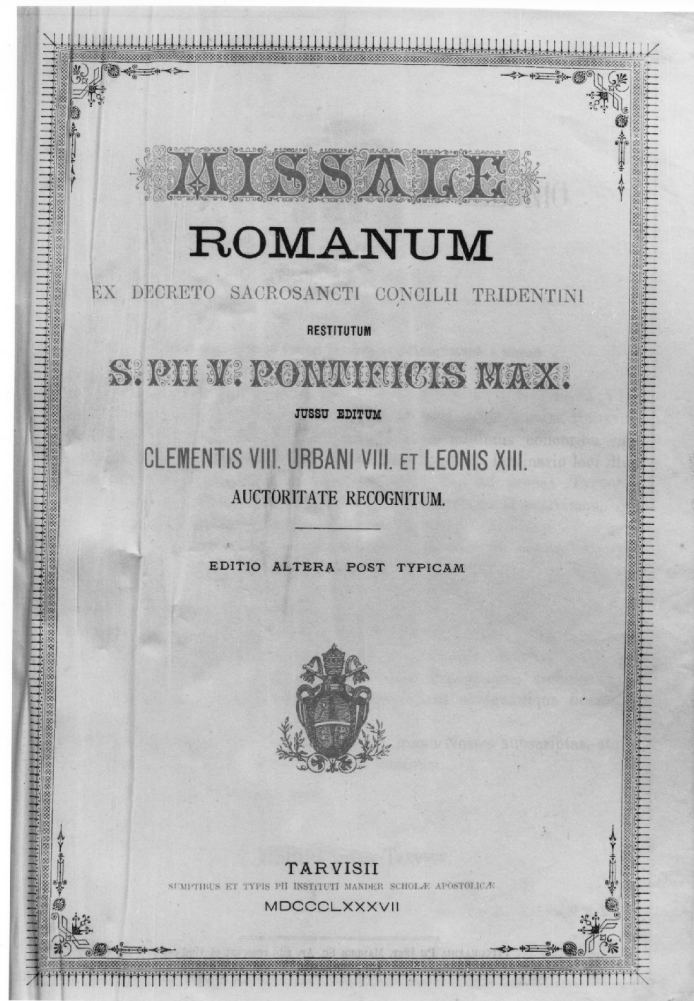 MISSALE
ROMANUM
EX DECRETO SACROSANCTI CONCILII TRIDENTINI
RESTITUTUM
S. PII V. PONTIFICIS MAX.
JUSSU EDITUM
CLEMENTIS VIII. URBANI VIII. ET LEONIS XIII.
AUCTORITATE RECOGNITUM.
EDITIO ALTERA POST TYPICAM
TARVISII
SUMPTIBUS ET TYPIS PII INSTITUTI MANDER SCHOLÆ APOSTOLICÆ
MDCCCLXXXVII